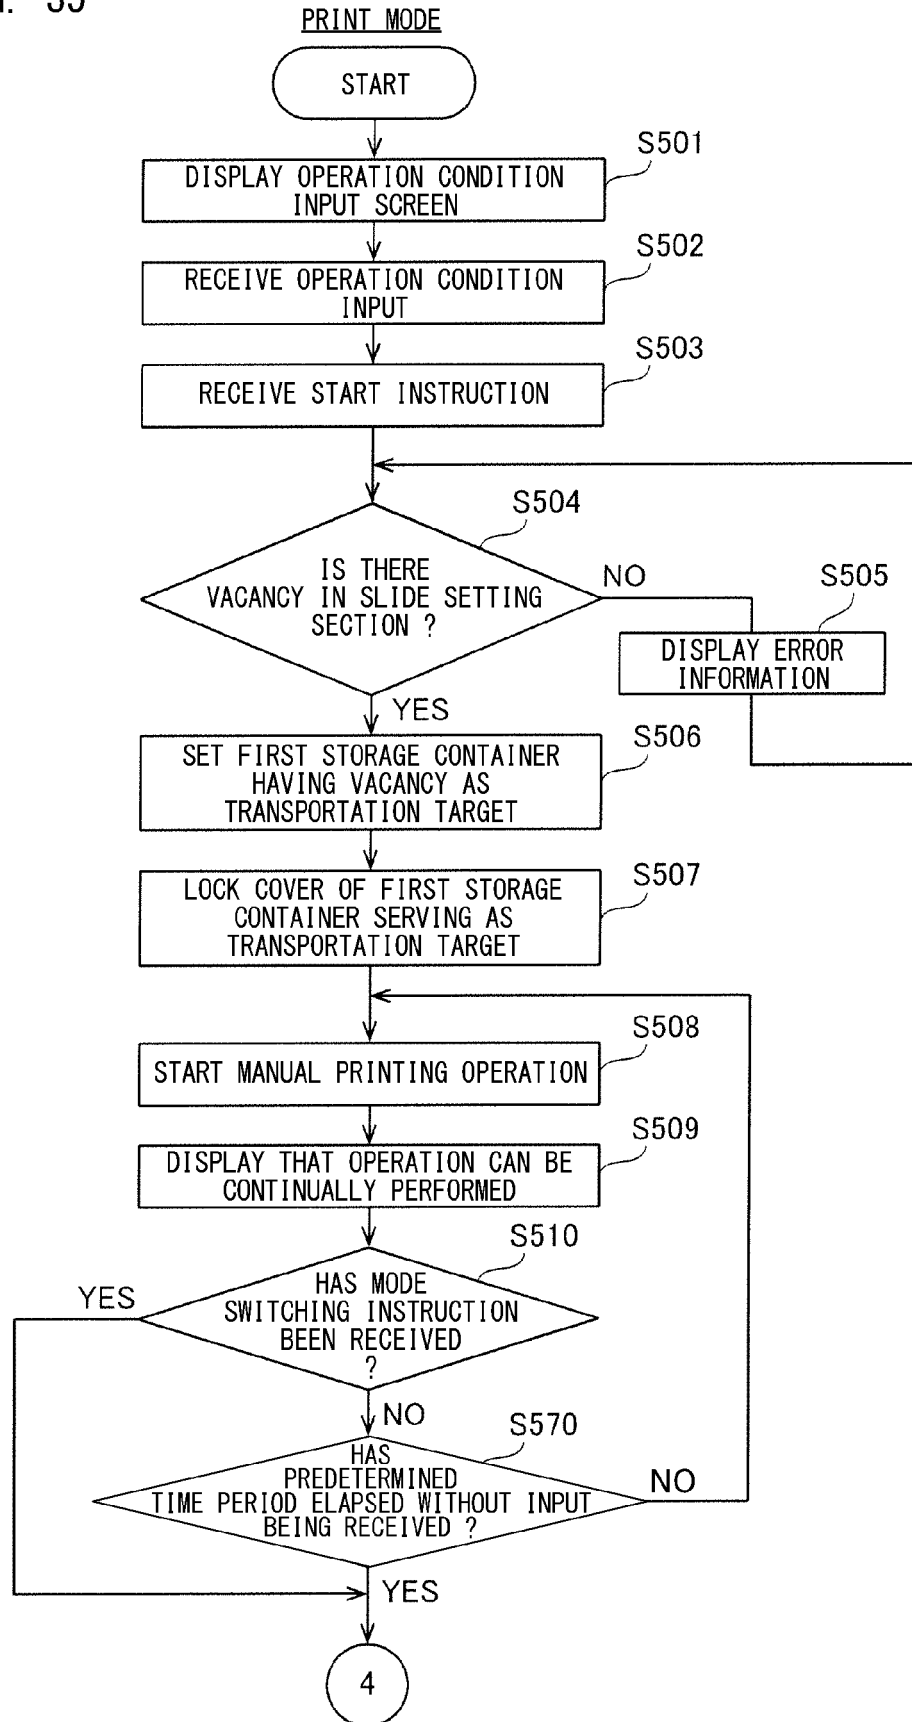 39
PRINT MODE
START
S501
DISPLAY OPERATION CONDITION
INPUT SCREEN
S502
RECEIVE OPERATION CONDITION
INPUT
S503
RECEIVE START INSTRUCTION
S504
IS THERE
VACANCY IN SLIDE SETTING
SECTION ?
NO
S505
DISPLAY ERROR
INFORMATION
YES
S506
SET FIRST STORAGE CONTAINER
HAVING VACANCY AS
TRANSPORTATION TARGET
S507
LOCK COVER OF FIRST STORAGE
CONTAINER SERVING AS
TRANSPORTATION TARGET
S508
START MANUAL PRINTING OPERATION
S509
DISPLAY THAT OPERATION CAN BE
CONTINUALLY PERFORMED
S510
YES
HAS MODE
SWITCHING INSTRUCTION
BEEN RECEIVED
?
NO
S570
HAS
PREDETERMINED
TIME PERIOD ELAPSED WITHOUT INPUT
BEING RECEIVED ?
NO
YES
4